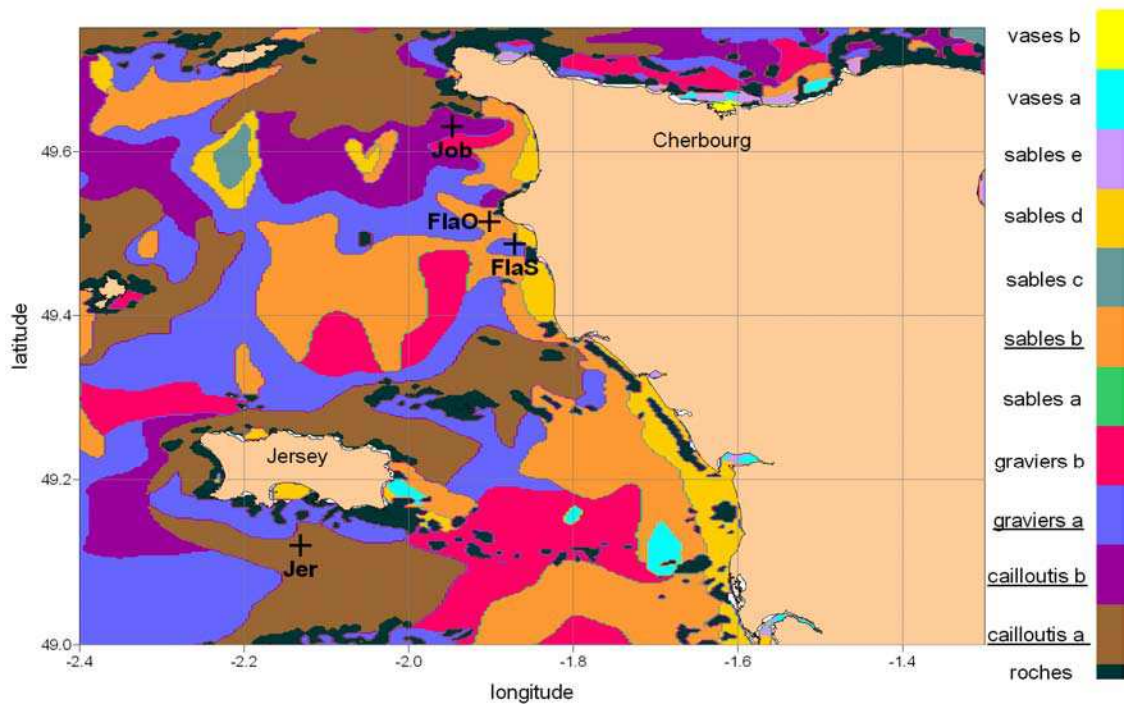 vases b
vases a
sables e
sables d
sables c
sables b
sables a
graviers b
graviers a
cailloutis b
cailloutis a
roches
Cherbourg
Job
FlaO
FlaS
Jersey
Jer
49.6
49.4
49.2
49.0
latitude
-2.4 -2.2 -2.0 -1.8 -1.6 -1.4
longitude